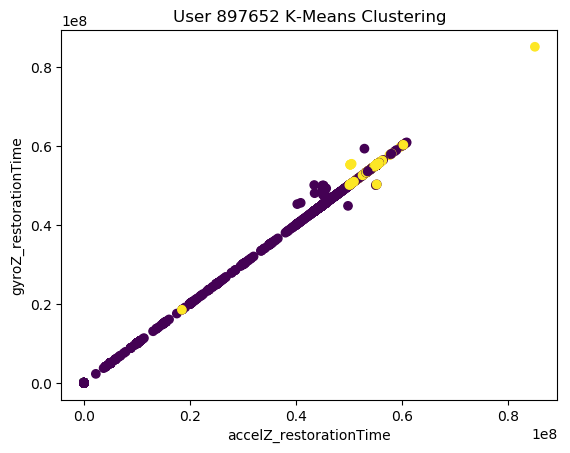 User 897652 K-Means Clustering
1e8
0.8
0.6
0.4
0.2
0.0
gyroZ_restorationTime
0.0 0.2 0.4 0.6 0.8
1e8
accelZ_restorationTime